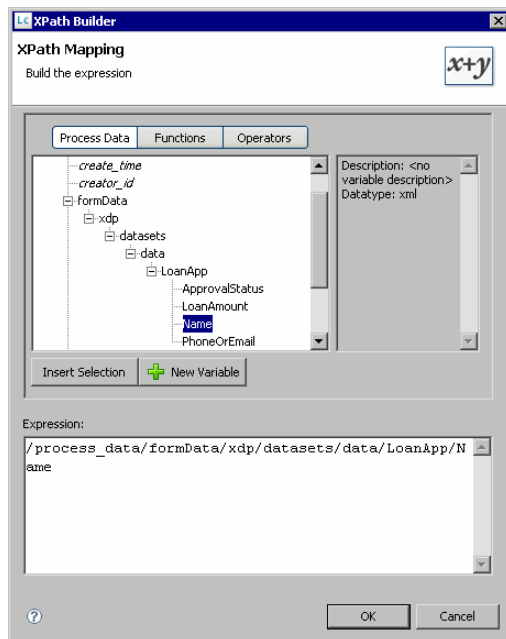 Lc XPath Builder
XPath Mapping
Build the expression
x+y
Process Data Functions Operators
create_time
creator_id
formData
xdp
datasets
data
LoanApp
ApprovalStatus
LoanAmount
Name
PhoneOrEmail
Description: <no
variable description>
Datatype: xml
Insert Selection New Variable
Expression:
/process_data/formData/xdp/datasets/data/LoanApp/N
ame
?
OK Cancel